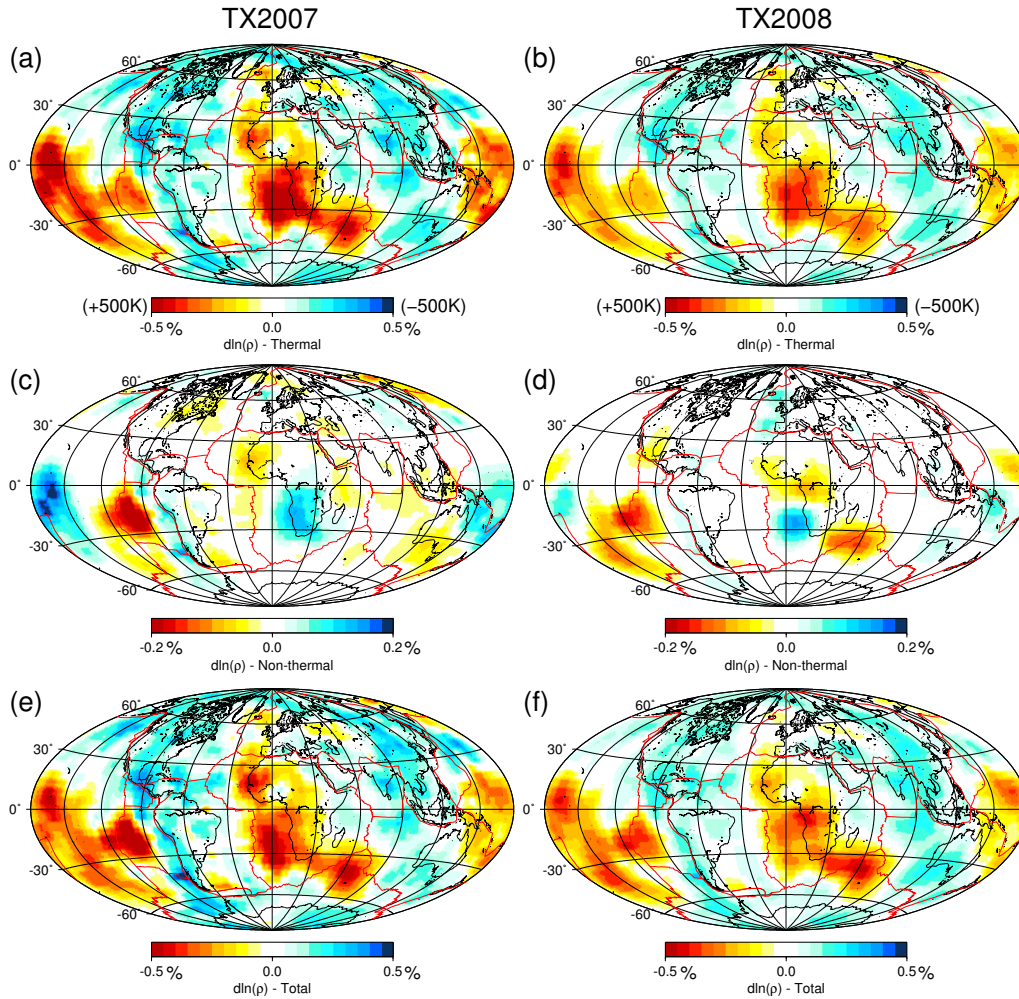 TX2007 TX2008
(a) (b)
60° 60°
30° 30°
0° 0°
-30° -30°
-60 -60
(+500K) (−500K) (+500K) (−500K)
-0.5 % 0.0 0.5 % -0.5 % 0.0 0.5 %
dln(ρ) - Thermal dln(ρ) - Thermal
(c) (d)
60° 60°
30° 30°
0° 0°
-30° -30°
-60 -60
-0.2 % 0.0 0.2 % -0.2 % 0.0 0.2 %
dln(ρ) - Non-thermal dln(ρ) - Non-thermal
(e) (f)
60° 60°
30° 30°
0° 0°
-30° -30°
-60 -60
-0.5 % 0.0 0.5 % -0.5 % 0.0 0.5 %
dln(ρ) - Total dln(ρ) - Total